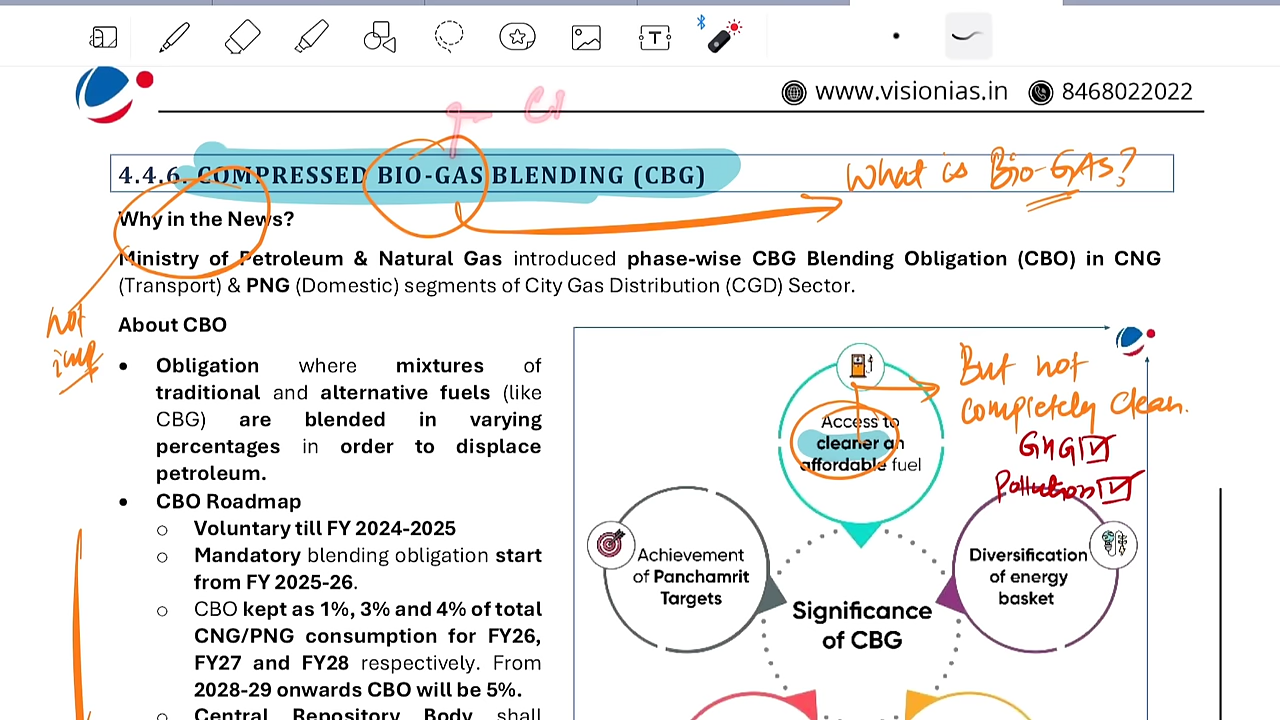 www.visionias.in 8468022022
4.4.6. COMPRESSED BIO-GAS BLENDING (CBG)
What is Bio-GAS?
Why in the News?
Ministry of Petroleum & Natural Gas introduced phase-wise CBG Blending Obligation (CBO) in CNG
(Transport) & PNG (Domestic) segments of City Gas Distribution (CGD) Sector.
not
imp
About CBO
• Obligation where mixtures of
traditional and alternative fuels (like
CBG) are blended in varying
percentages in order to displace
petroleum.
• CBO Roadmap
o Voluntary till FY 2024-2025
o Mandatory blending obligation start
from FY 2025-26.
o CBO kept as 1%, 3% and 4% of total
CNG/PNG consumption for FY26,
FY27 and FY28 respectively. From
2028-29 onwards CBO will be 5%.
o Central Repository Body shall
Access to
cleaner an
affordable fuel
But not
completely clean.
GHG
Pollution
Achievement
of Panchamrit
Targets
Diversification
of energy
basket
Significance
of CBG